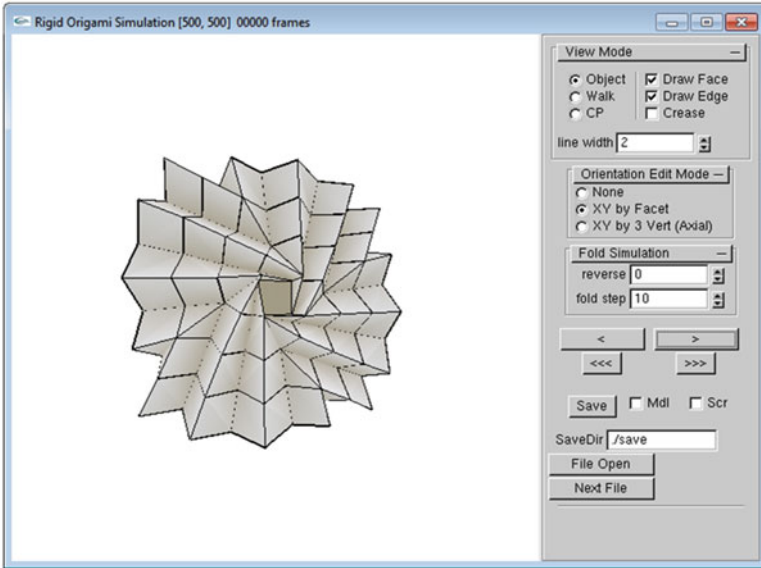 Rigid Origami Simulation [500, 500] 00000 frames
View Mode
Object Draw Face
Walk Draw Edge
CP Crease
line width 2
Orientation Edit Mode
None
XY by Facet
XY by 3 Vert (Axial)
Fold Simulation
reverse 0
fold step 10
< >
<<< >>>
Save Mdl Scr
SaveDir ./save
File Open
Next File